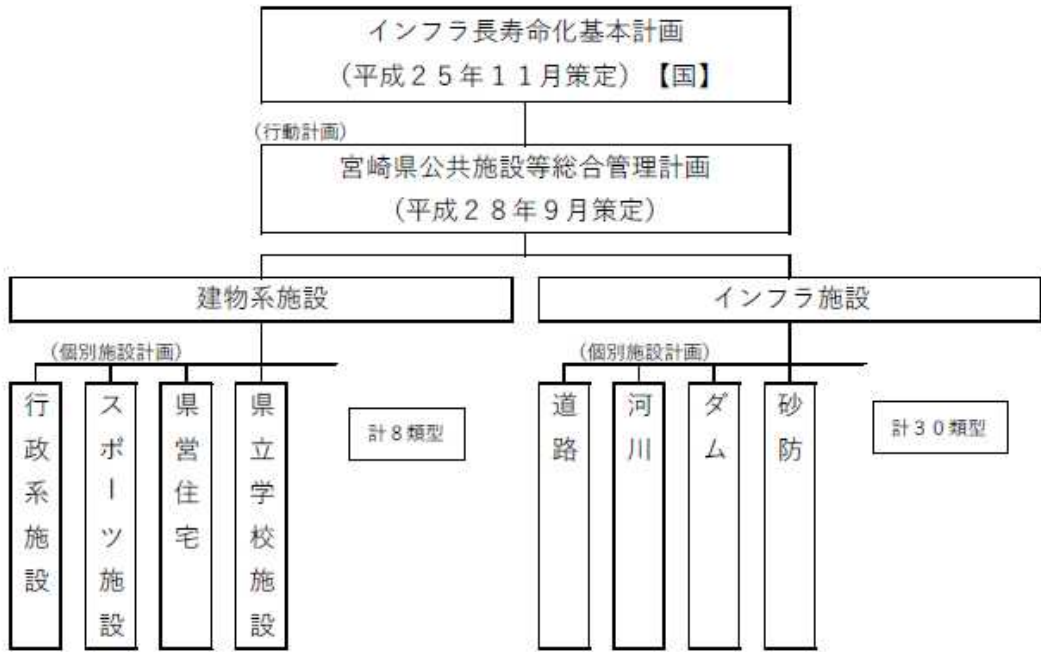 インフラ長寿命化基本計画
（平成２５年１１月策定）【国】
（行動計画）
宮崎県公共施設等総合管理計画
（平成２８年９月策定）
建物系施設
インフラ施設
（個別施設計画）
行政系施設
スポーツ施設
県営住宅
県立学校施設
計８類型
（個別施設計画）
道路
河川
ダム
砂防
計３０類型